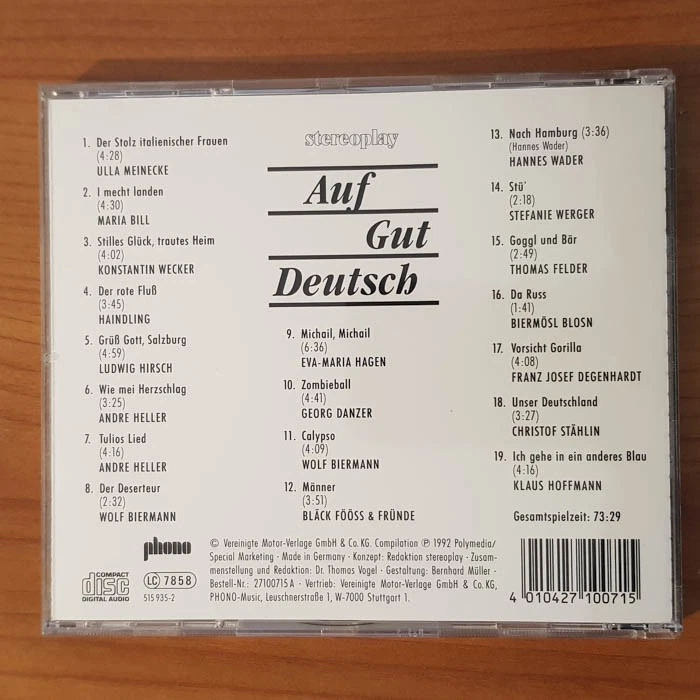 1. Der Stolz italienischer Frauen
(4:28)
ULLA MEINECKE
2. I mecht landen
(4:30)
MARIA BILL
3. Stilles Glück, trautes Heim
(4:02)
KONSTANTIN WECKER
4. Der rote Fluß
(3:45)
HAINDLING
5. Grüß Gott, Salzburg
(4:59)
LUDWIG HIRSCH
6. Wie mei Herzschlag
(3:25)
ANDRE HELLER
7. Tulios Lied
(4:16)
ANDRE HELLER
8. Der Deserteur
(2:32)
WOLF BIERMANN
stereoplay
Auf
Gut
Deutsch
9. Michail, Michail
(6:36)
EVA-MARIA HAGEN
10. Zombieball
(4:41)
GEORG DANZER
11. Calypso
(4:09)
WOLF BIERMANN
12. Männer
(3:51)
BLÄCK FÖÖSS & FRÜNDE
13. Nach Hamburg (3:36)
(Hannes Wader)
HANNES WADER
14. Stü'
(2:18)
STEFANIE WERGER
15. Goggl und Bär
(2:49)
THOMAS FELDER
16. Da Russ
(1:41)
BIERMÖSL BLOSN
17. Vorsicht Gorilla
(4:08)
FRANZ JOSEF DEGENHARDT
18. Unser Deutschland
(3:27)
CHRISTOF STÄHLIN
19. Ich gehe in ein anderes Blau
(4:16)
KLAUS HOFFMANN
Gesamtspielzeit: 73:29
phono
COMPACT
disc
DIGITAL AUDIO
LC 7858
515 935-2
© Vereinigte Motor-Verlage GmbH & Co. KG. Compilation ℗ 1992 Polymedia/
Special Marketing · Made in Germany · Konzept: Redaktion stereoplay · Zusam-
menstellung und Redaktion: Dr. Thomas Vogel · Gestaltung: Bernhard Müller ·
Bestell-Nr.: 27100715 A · Vertrieb: Vereinigte Motor-Verlage GmbH & Co. KG,
PHONO-Music, Leuschnerstraße 1, W-7000 Stuttgart 1.
4 010427 100715